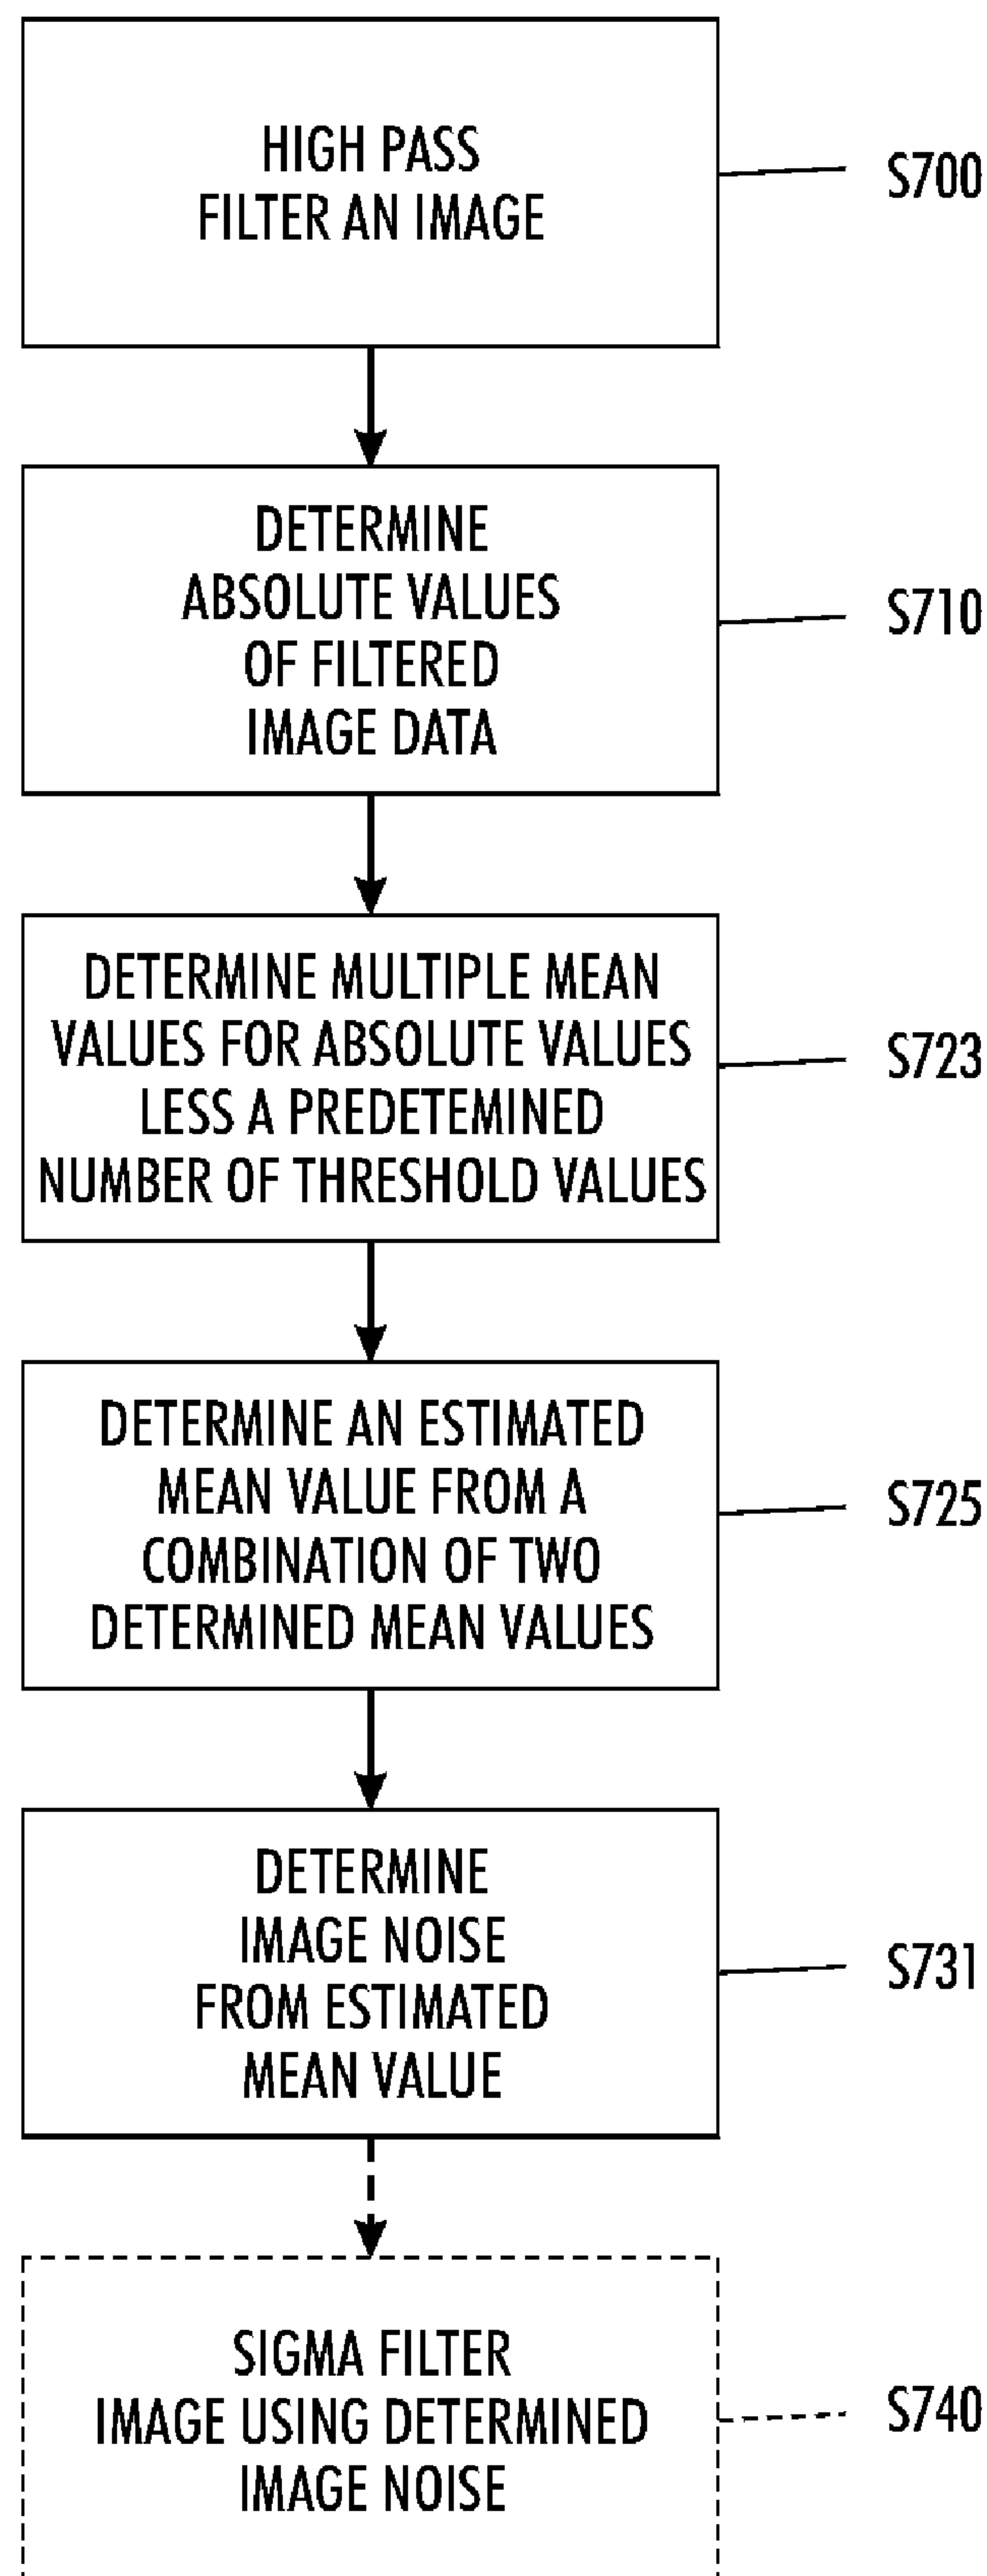 HIGH PASS
FILTER AN IMAGE
S700
DETERMINE
ABSOLUTE VALUES
OF FILTERED
IMAGE DATA
S710
DETERMINE MULTIPLE MEAN
VALUES FOR ABSOLUTE VALUES
LESS A PREDETEMINED
NUMBER OF THRESHOLD VALUES
S723
DETERMINE AN ESTIMATED
MEAN VALUE FROM A
COMBINATION OF TWO
DETERMINED MEAN VALUES
S725
DETERMINE
IMAGE NOISE
FROM ESTIMATED
MEAN VALUE
S731
SIGMA FILTER
IMAGE USING DETERMINED
IMAGE NOISE
S740